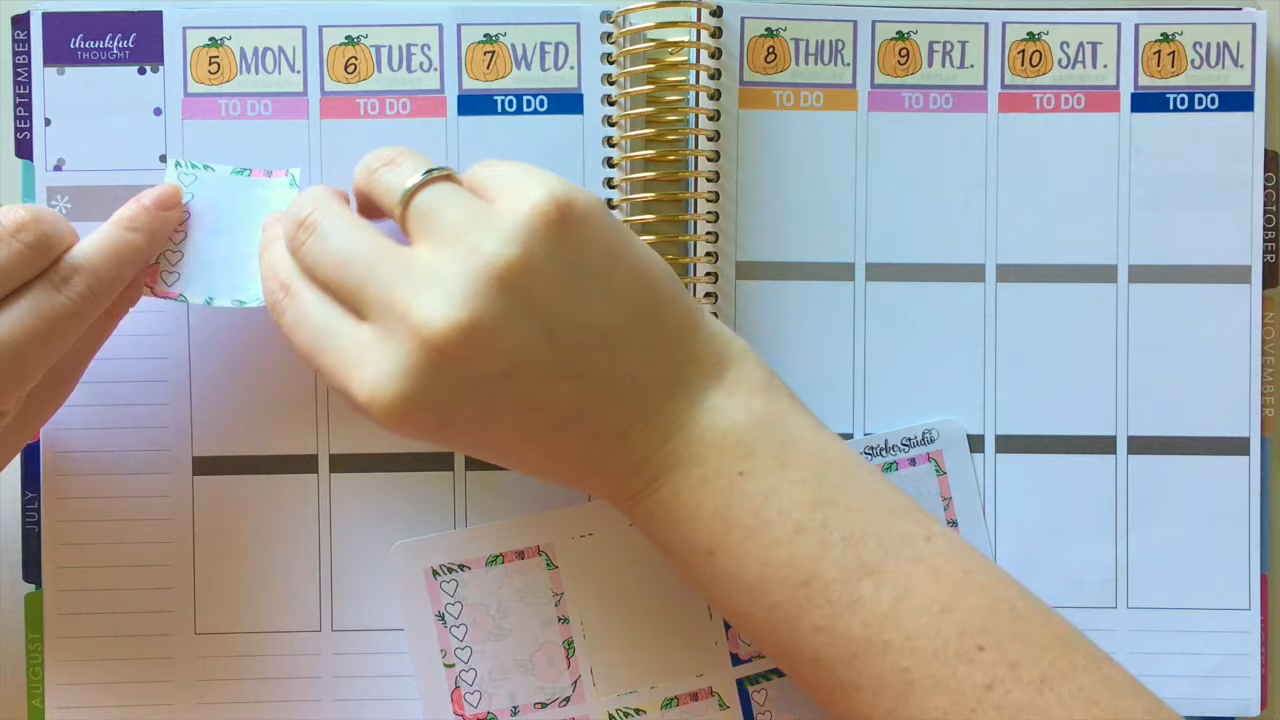 SEPTEMBER
thankful
THOUGHT
5 MON.
TO DO
6 TUES.
TO DO
7 WED.
TO DO
8 THUR.
TO DO
9 FRI.
TO DO
10 SAT.
TO DO
11 SUN.
TO DO
OCTOBER
NOVEMBER
StickerStudio
JULY
AUGUST